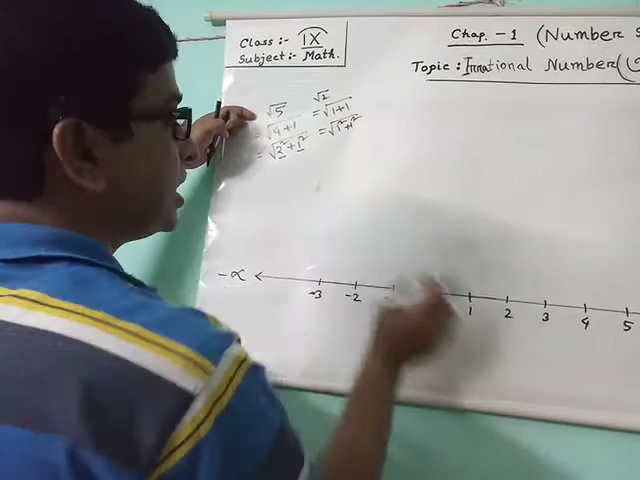 Class:- IX
Subject:- Math.
Chap. - 1 (Number
Topic: Irrational Number
√5
= √4+1
= √2²+1²
√2
= √1+1
= √1²+1²
-∝
-3 -2 1 2 3 4 5